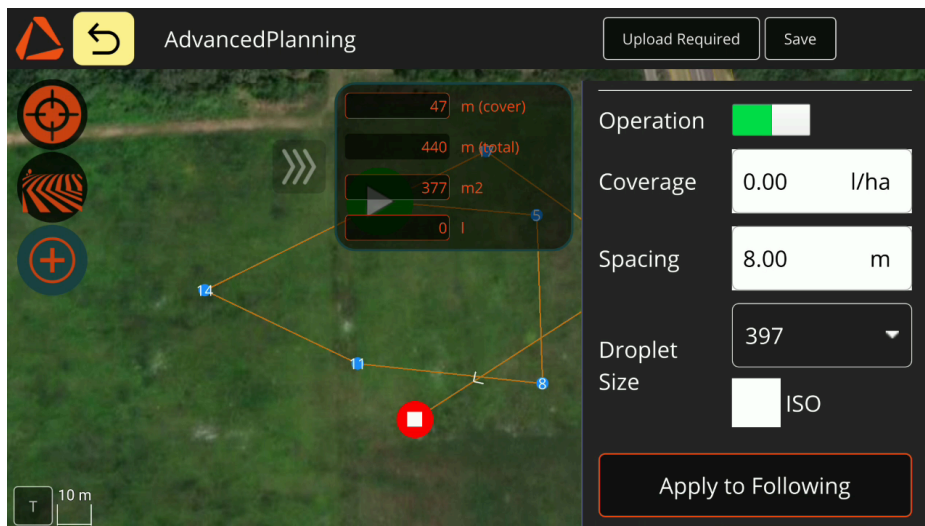 AdvancedPlanning
Upload Required
Save
47 m (cover)
440 m (total)
377 m2
0 l
5
14
11
8
10 m
T
Operation
Coverage 0.00 l/ha
Spacing 8.00 m
Droplet Size 397
ISO
Apply to Following